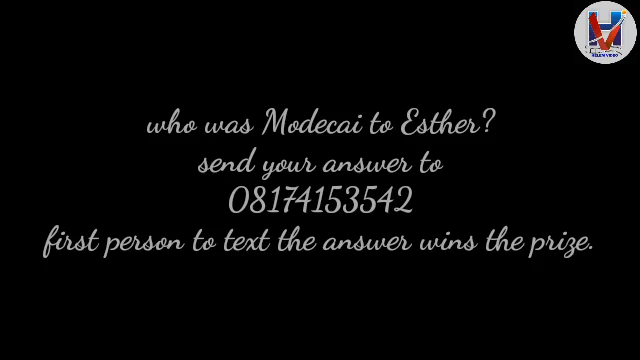 who was Modecai to Esther?
send your answer to
08174153542
first person to text the answer wins the prize.